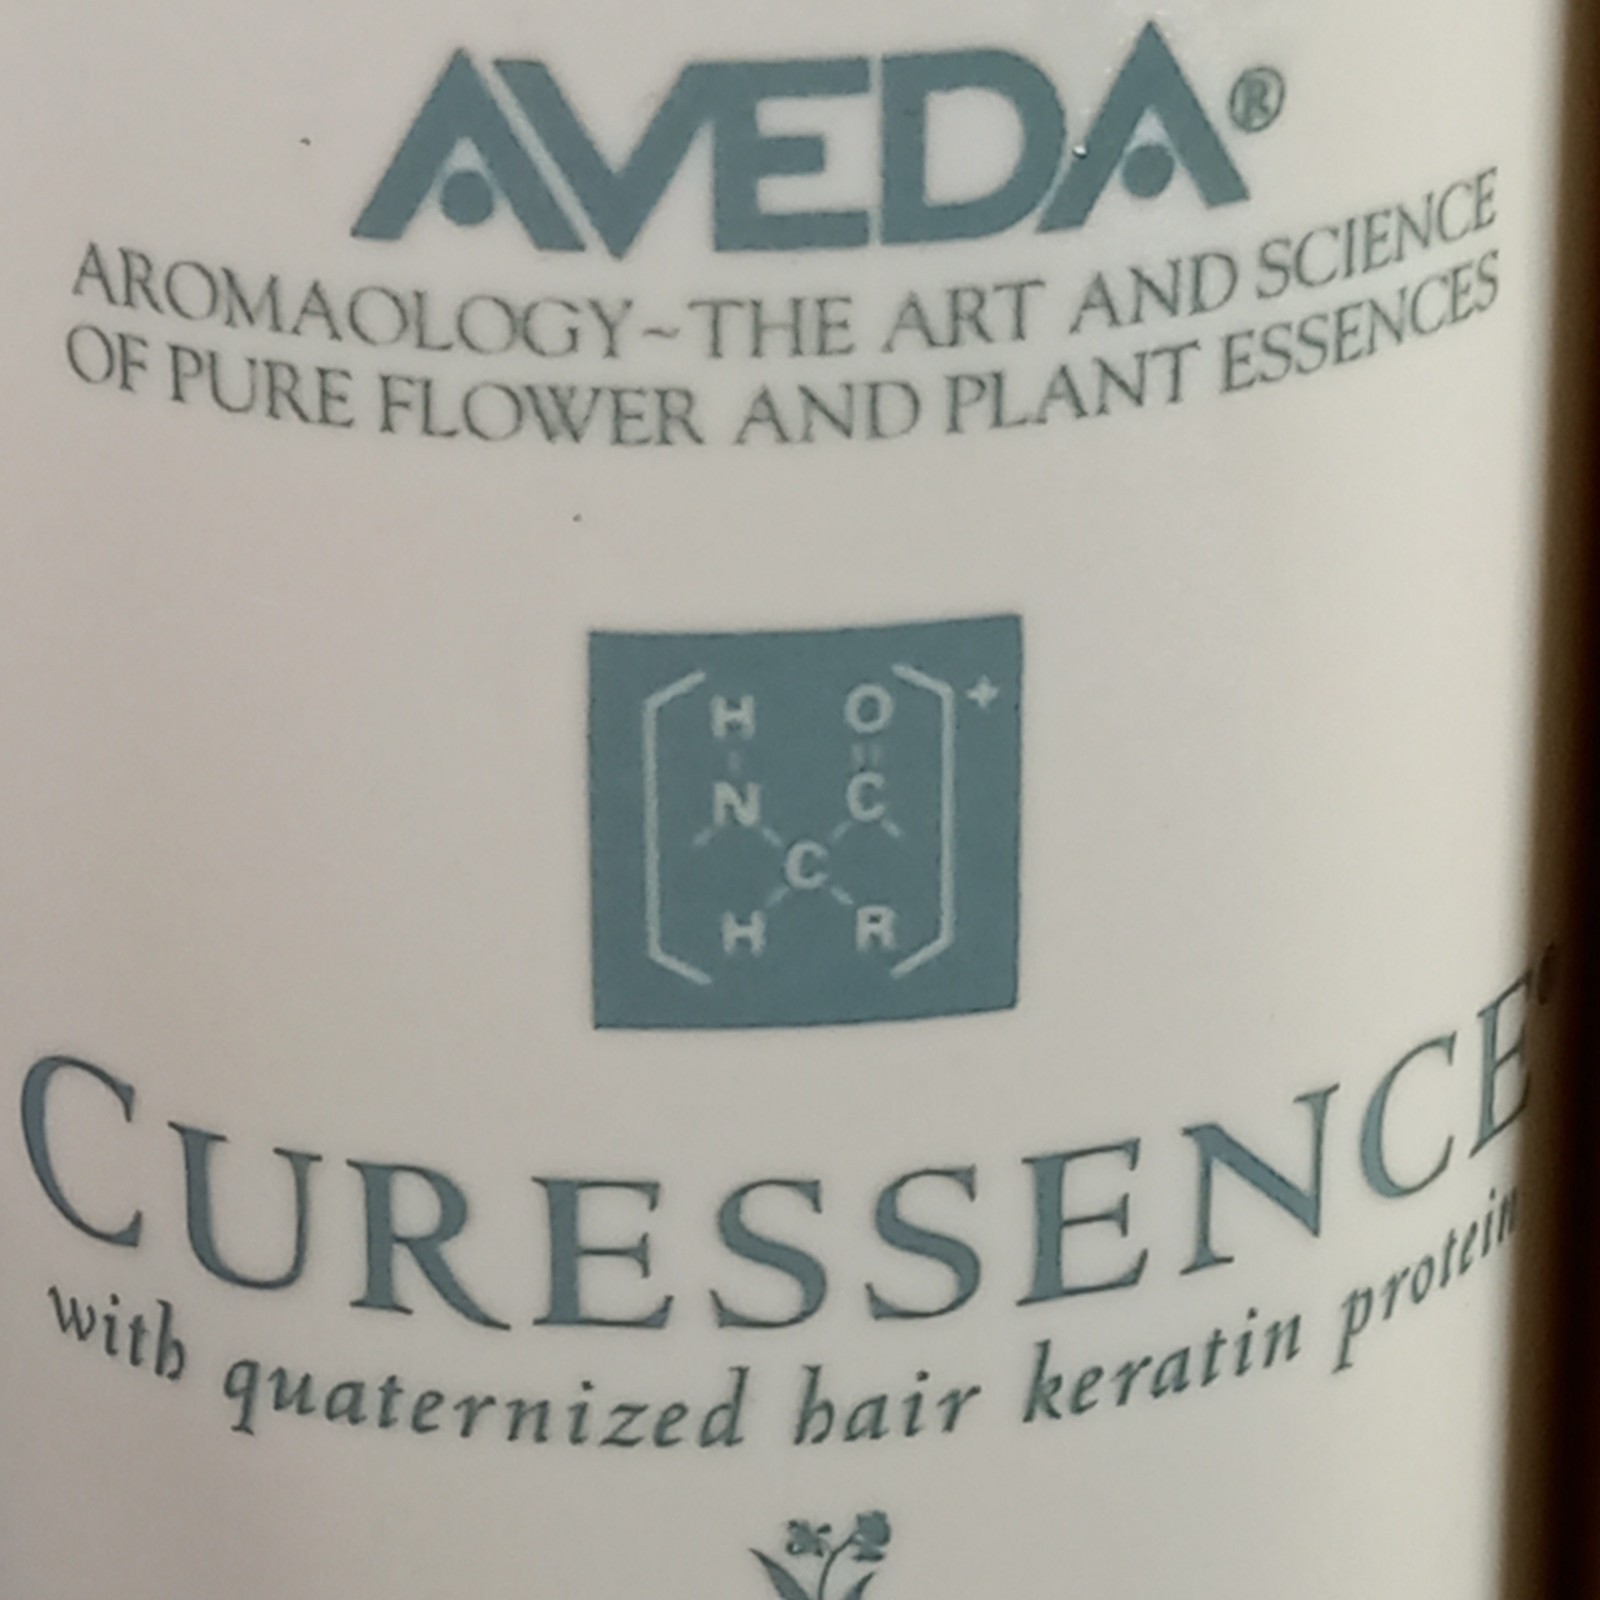 AVEDA®
AROMAOLOGY~THE ART AND SCIENCE
OF PURE FLOWER AND PLANT ESSENCES
H O +
N C
C
H R
CURESSENCE
with quaternized hair keratin protein